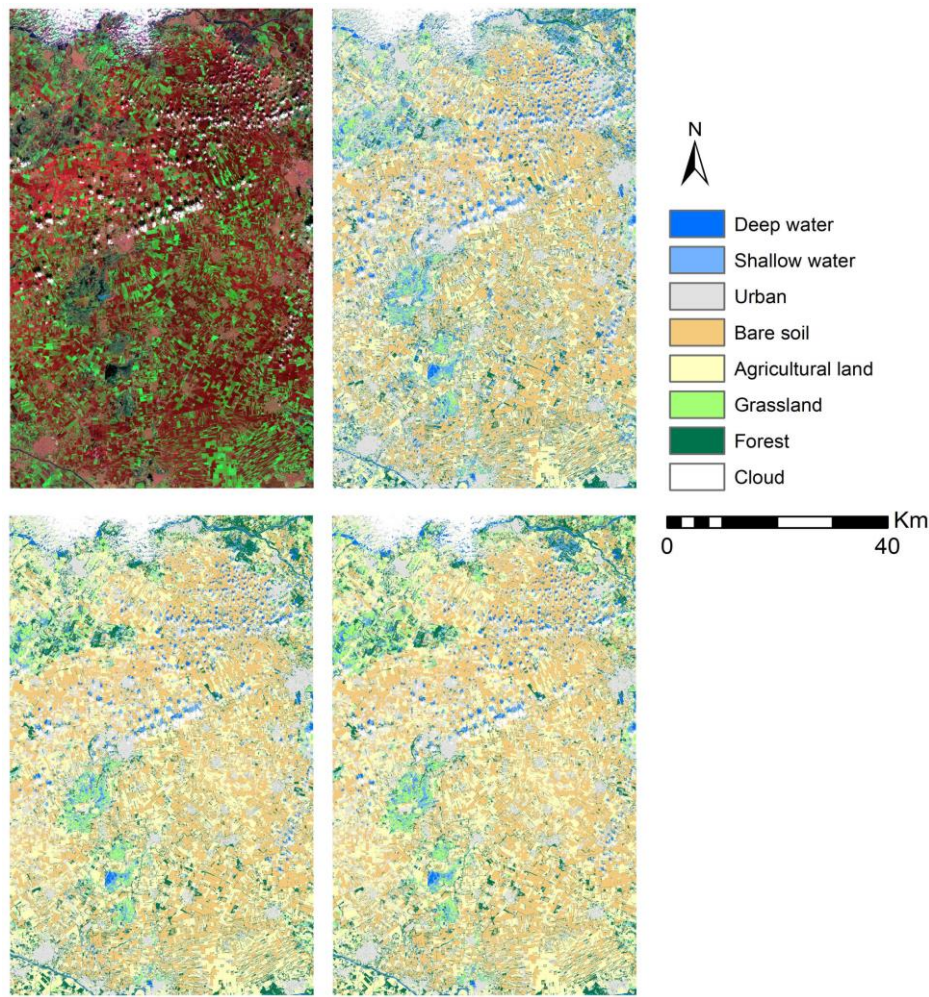 N
Deep water
Shallow water
Urban
Bare soil
Agricultural land
Grassland
Forest
Cloud
Km
0 40